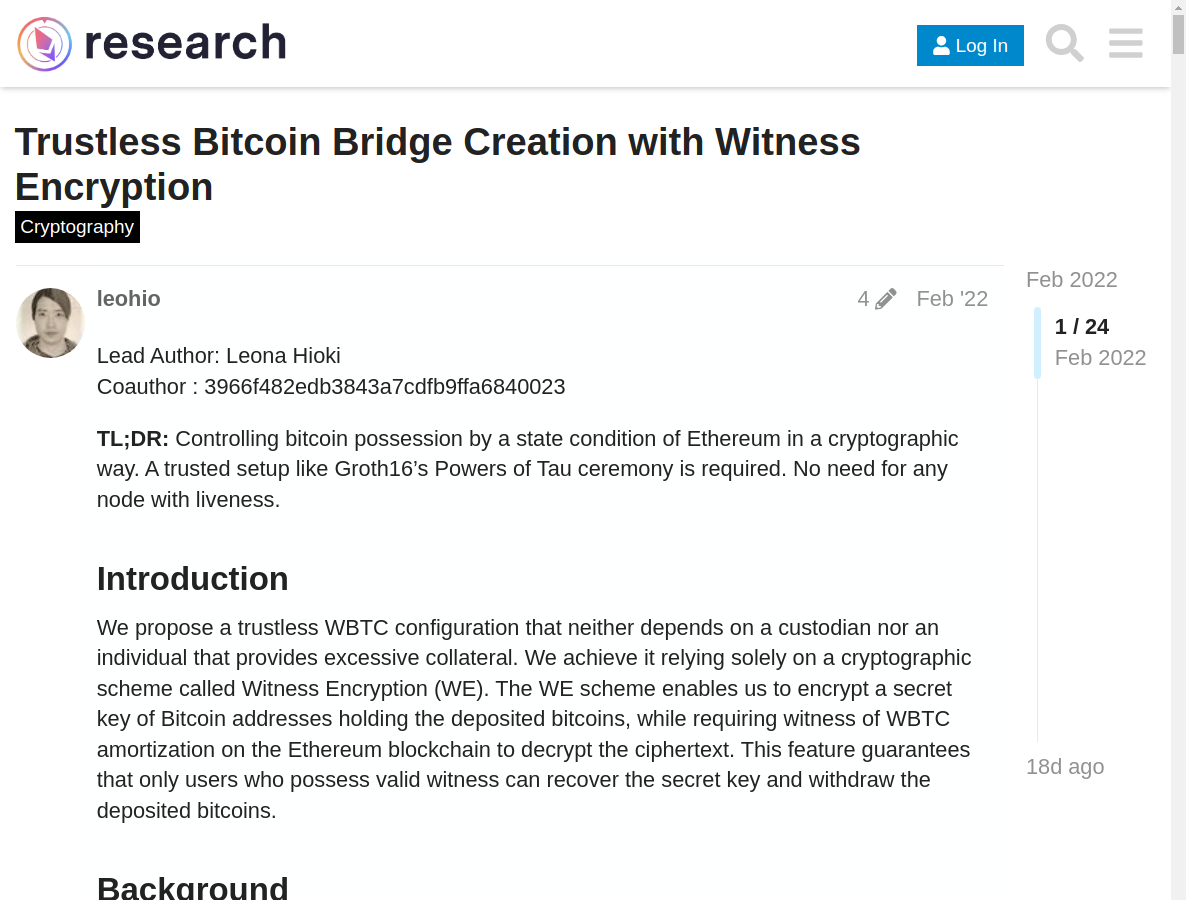 research
Log In
Trustless Bitcoin Bridge Creation with Witness
Encryption
Cryptography
leohio
4
Feb '22
Lead Author: Leona Hioki
Coauthor : 3966f482edb3843a7cdfb9ffa6840023
TL;DR: Controlling bitcoin possession by a state condition of Ethereum in a cryptographic
way. A trusted setup like Groth16’s Powers of Tau ceremony is required. No need for any
node with liveness.
Introduction
We propose a trustless WBTC configuration that neither depends on a custodian nor an
individual that provides excessive collateral. We achieve it relying solely on a cryptographic
scheme called Witness Encryption (WE). The WE scheme enables us to encrypt a secret
key of Bitcoin addresses holding the deposited bitcoins, while requiring witness of WBTC
amortization on the Ethereum blockchain to decrypt the ciphertext. This feature guarantees
that only users who possess valid witness can recover the secret key and withdraw the
deposited bitcoins.
Background
Feb 2022
1 / 24
Feb 2022
18d ago